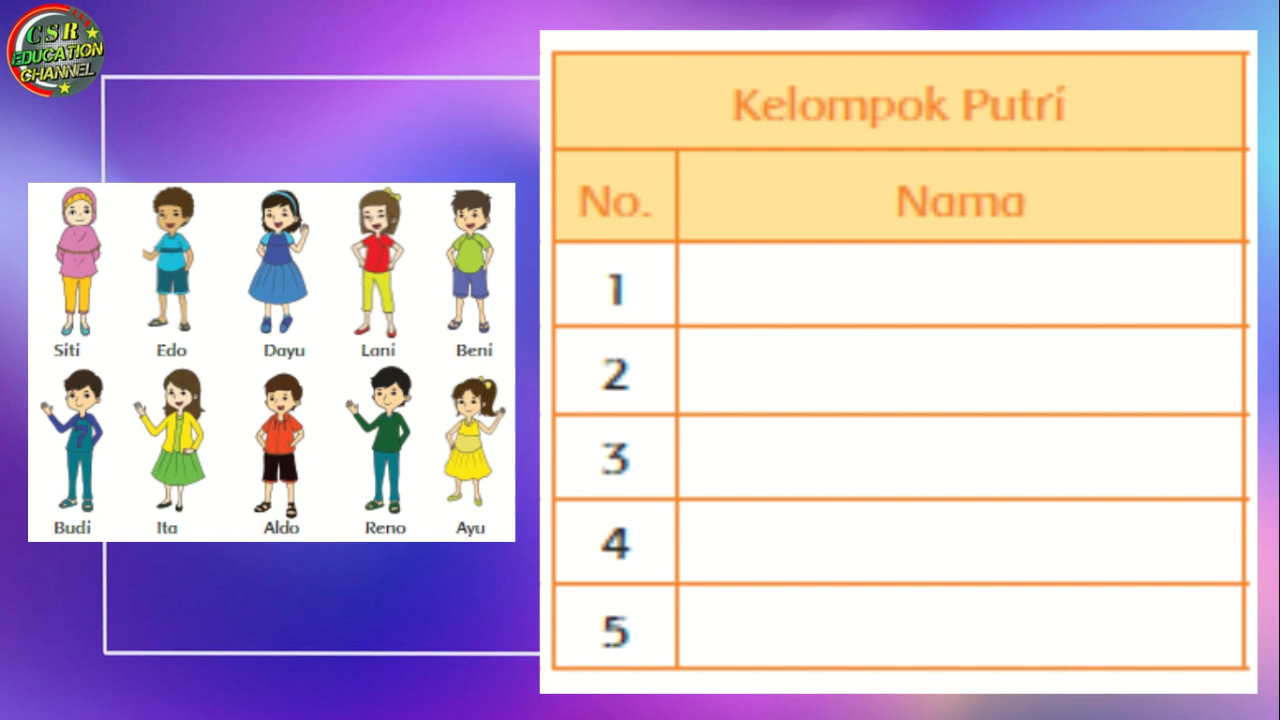 CSR
EDUCATION
CHANNEL
Siti Edo Dayu Lani Beni
Budi Ita Aldo Reno Ayu
Kelompok Putri
No. Nama
1
2
3
4
5